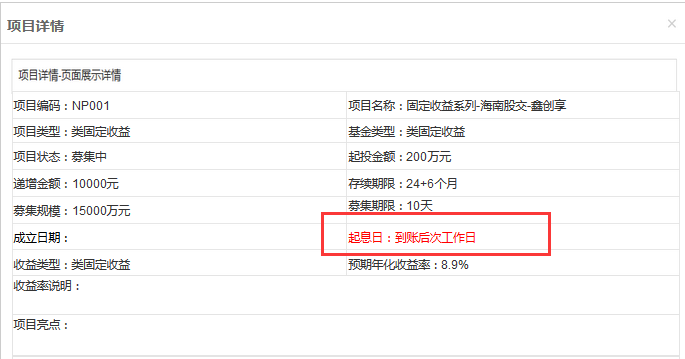 项目详情
×
项目详情-页面展示详情
项目编码：NP001
项目名称：固定收益系列-海南股交-鑫创享
项目类型：类固定收益
基金类型：类固定收益
项目状态：募集中
起投金额：200万元
递增金额：10000元
存续期限：24+6个月
募集规模：15000万元
募集期限：10天
成立日期：
起息日：到账后次工作日
收益类型：类固定收益
预期年化收益率：8.9%
收益率说明：
项目亮点：